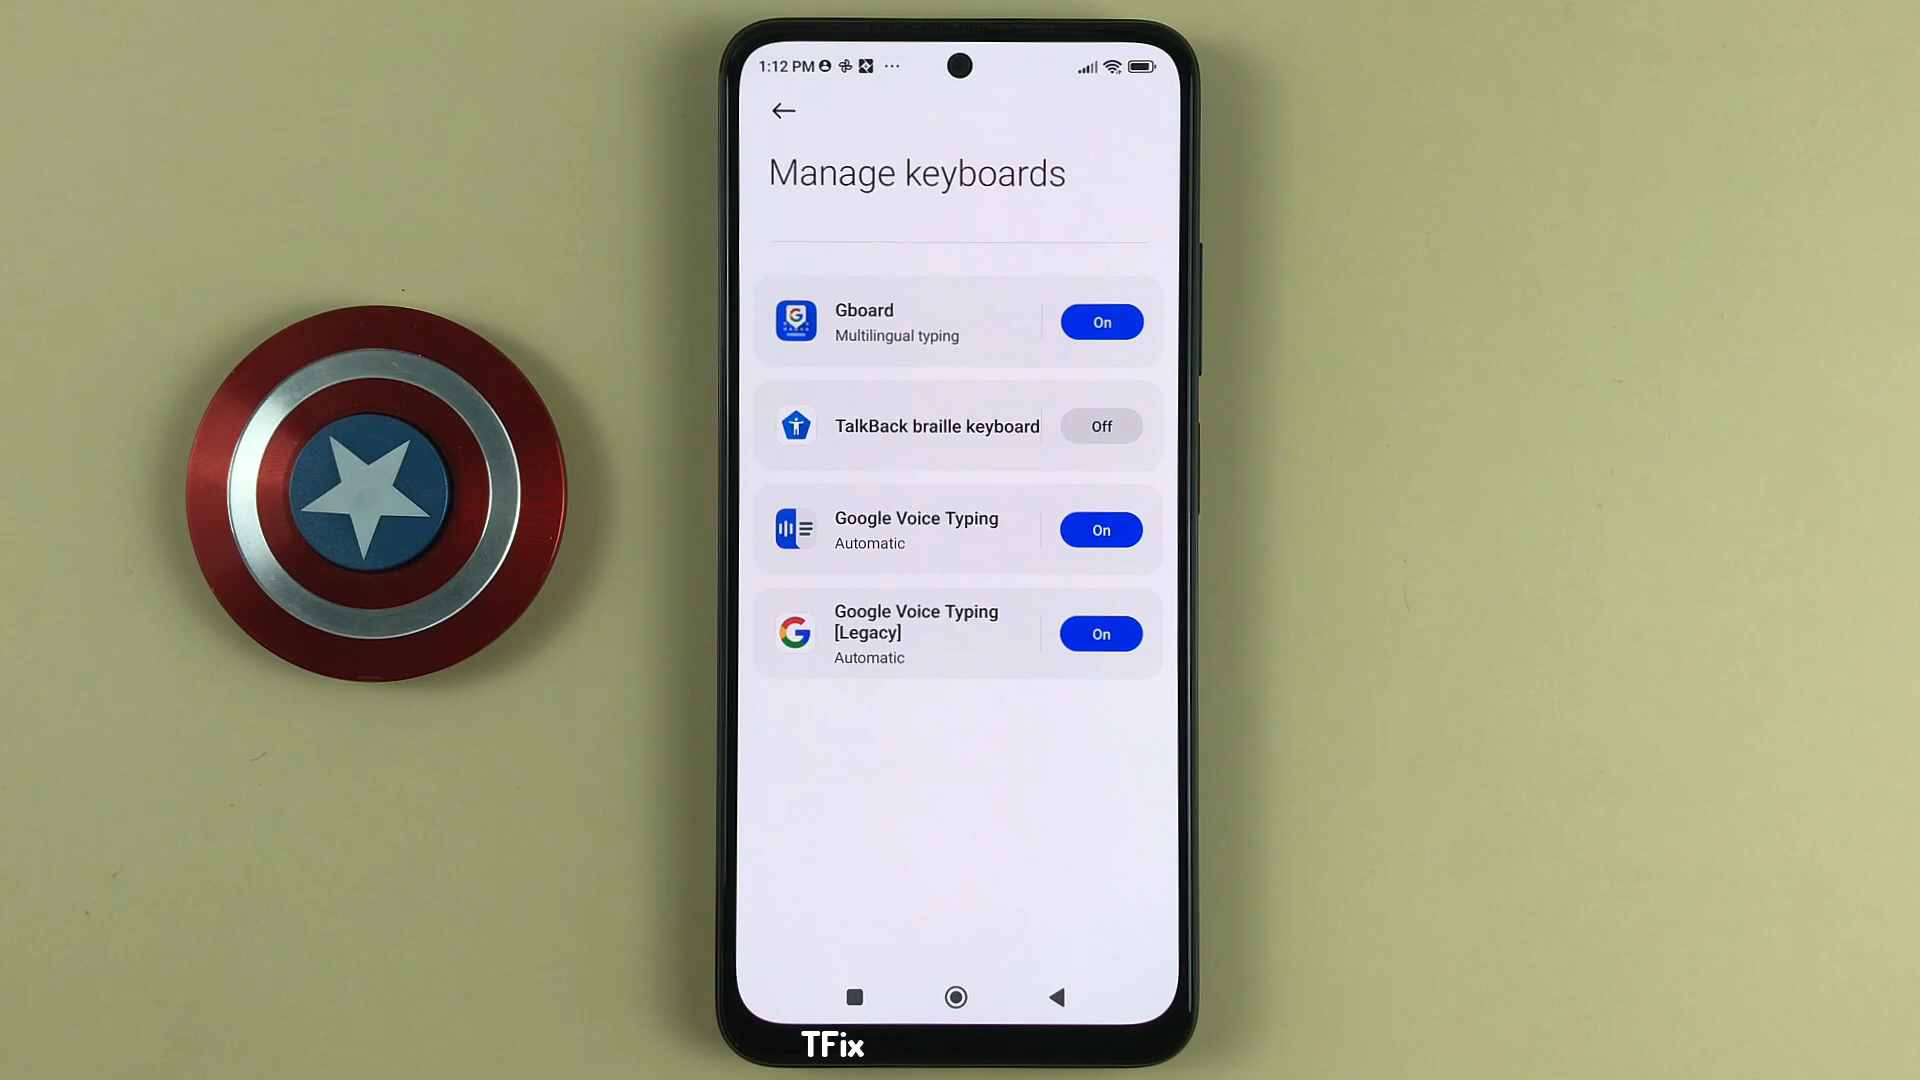 1:12 PM
Manage keyboards
Gboard
Multilingual typing
On
TalkBack braille keyboard
Off
Google Voice Typing
Automatic
On
Google Voice Typing
[Legacy]
Automatic
On
TFix